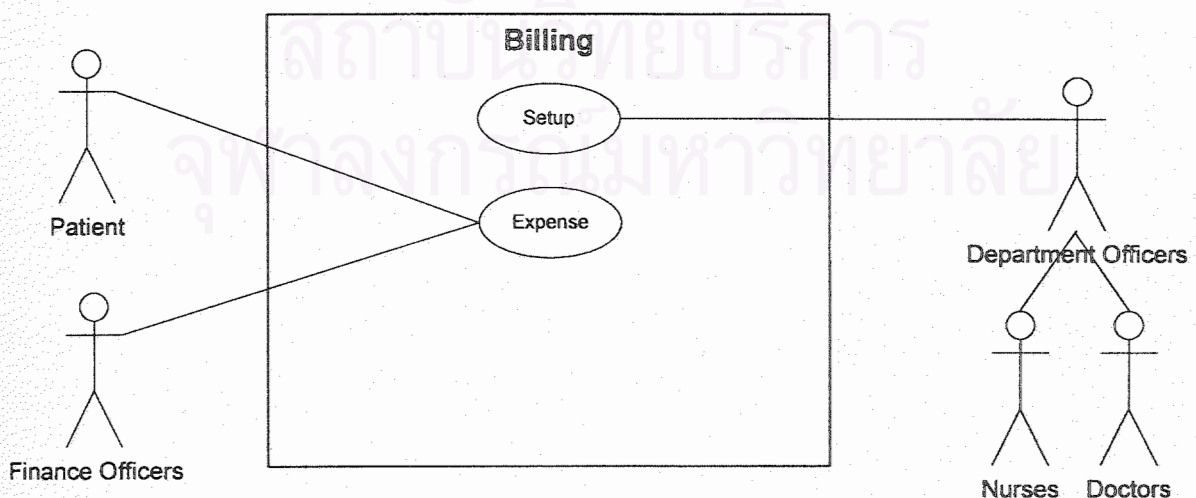 สถาบันวิทยบริการ
จุฬาลงกรณ์มหาวิทยาลัย
Billing
Setup
Expense
Patient
Finance Officers
Department Officers
Nurses
Doctors